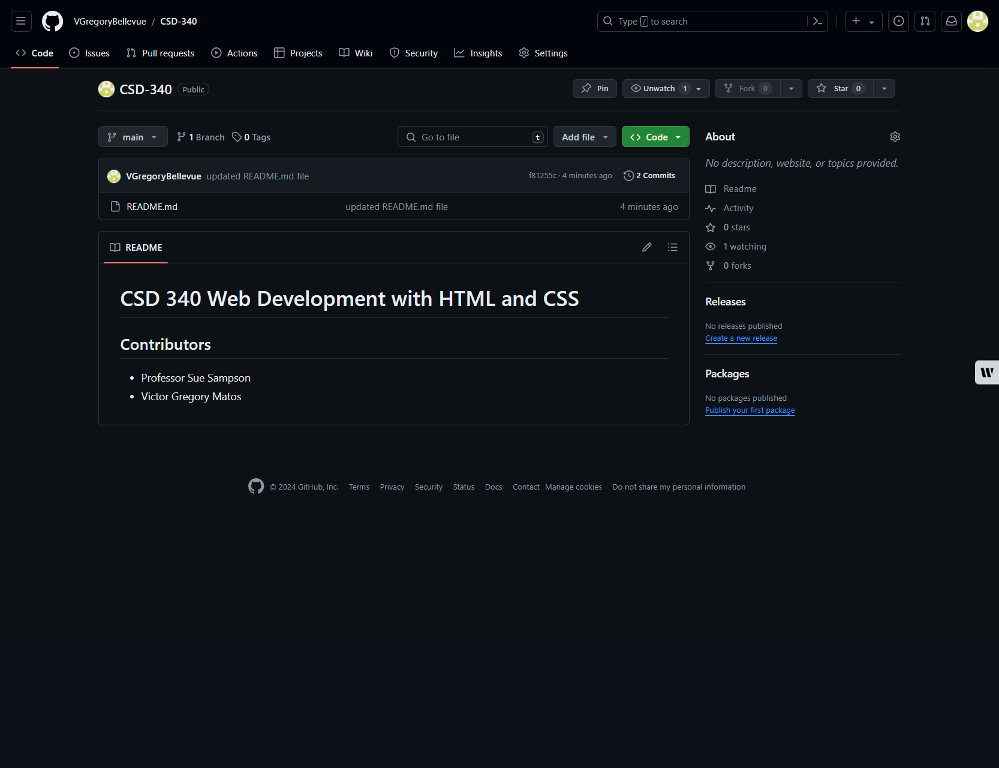 VGregoryBellevue / CSD-340
Type / to search
Code Issues Pull requests Actions Projects Wiki Security Insights Settings
CSD-340 Public
Pin Unwatch 1 Fork 0 Star 0
main 1 Branch 0 Tags Go to file t Add file Code
VGregoryBellevue updated README.md file f81255c · 4 minutes ago 2 Commits
README.md updated README.md file 4 minutes ago
README
CSD 340 Web Development with HTML and CSS
Contributors
• Professor Sue Sampson
• Victor Gregory Matos
About
No description, website, or topics provided.
Readme
Activity
0 stars
1 watching
0 forks
Releases
No releases published
Create a new release
Packages
No packages published
Publish your first package
W
© 2024 GitHub, Inc. Terms Privacy Security Status Docs Contact Manage cookies Do not share my personal information